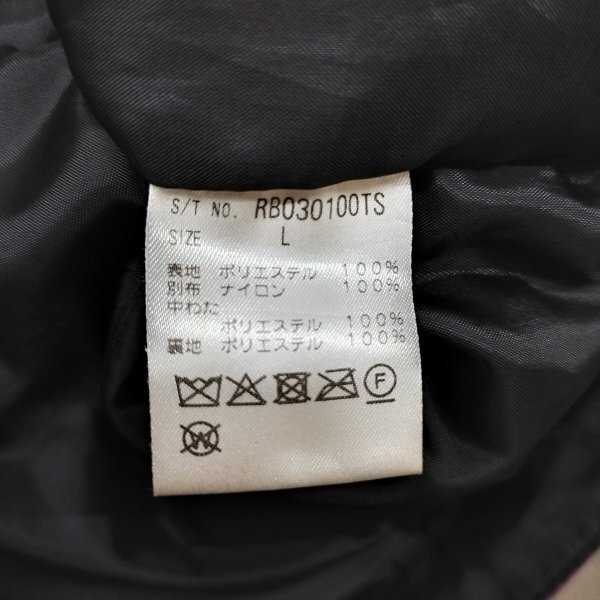 S/T NO. RB030100TS
SIZE L
表地 ポリエステル 100%
別布 ナイロン 100%
中わた
ポリエステル 100%
裏地 ポリエステル 100%
F
W